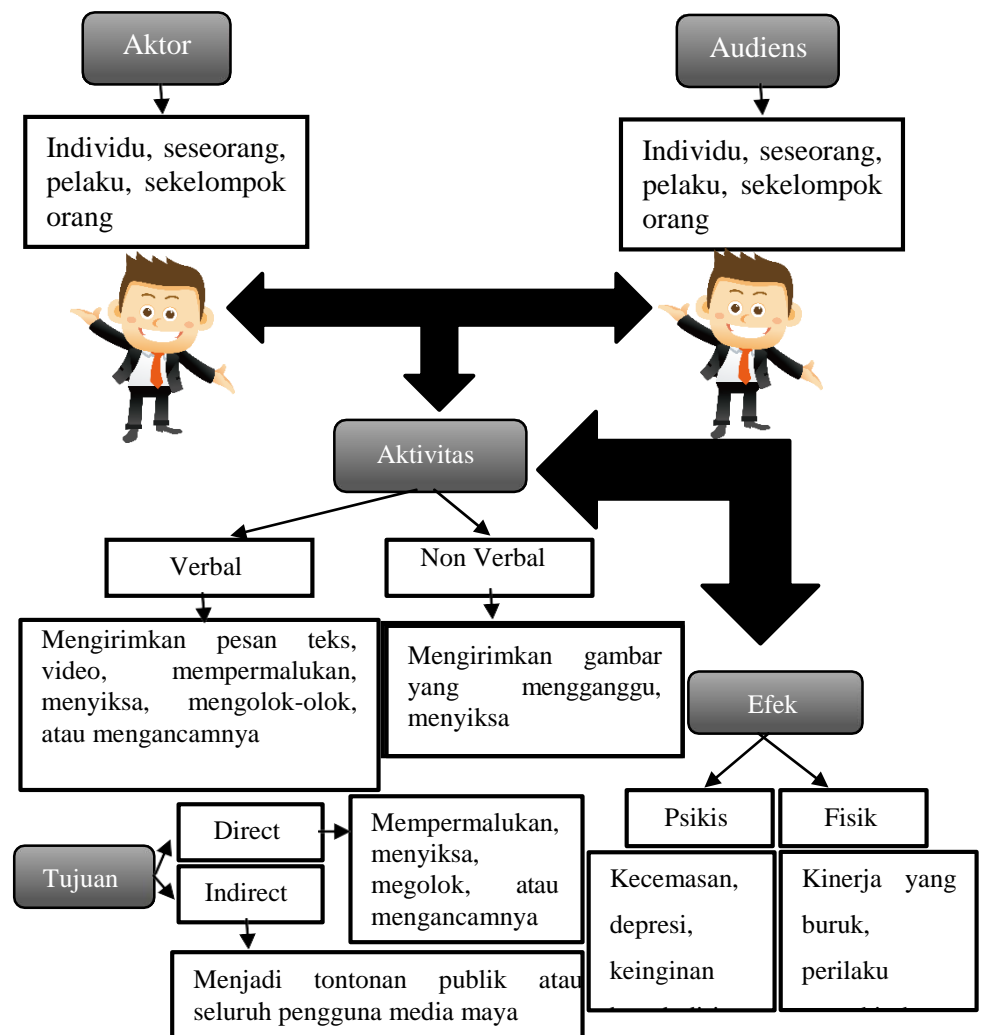 Aktor
Audiens
Individu, seseorang,
pelaku, sekelompok
orang
Individu, seseorang,
pelaku, sekelompok
orang
Aktivitas
Verbal
Non Verbal
Mengirimkan pesan teks,
video, mempermalukan,
menyiksa, mengolok-olok,
atau mengancamnya
Mengirimkan gambar
yang mengganggu,
menyiksa
Efek
Psikis
Fisik
Kecemasan,
depresi,
keinginan
Kinerja yang
buruk,
perilaku
Tujuan
Direct
Indirect
Mempermalukan,
menyiksa,
megolok, atau
mengancamnya
Menjadi tontonan publik atau
seluruh pengguna media maya